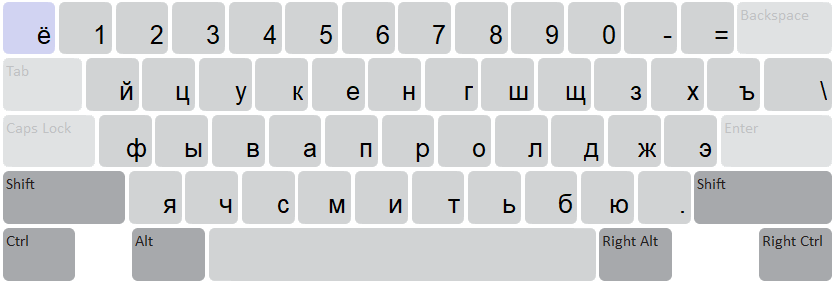 ё 1 2 3 4 5 6 7 8 9 0 - = Backspace
Tab й ц у к е н г ш щ з х ъ \
Caps Lock ф ы в а п р о л д ж э Enter
Shift я ч с м и т ь б ю . Shift
Ctrl Alt Right Alt Right Ctrl